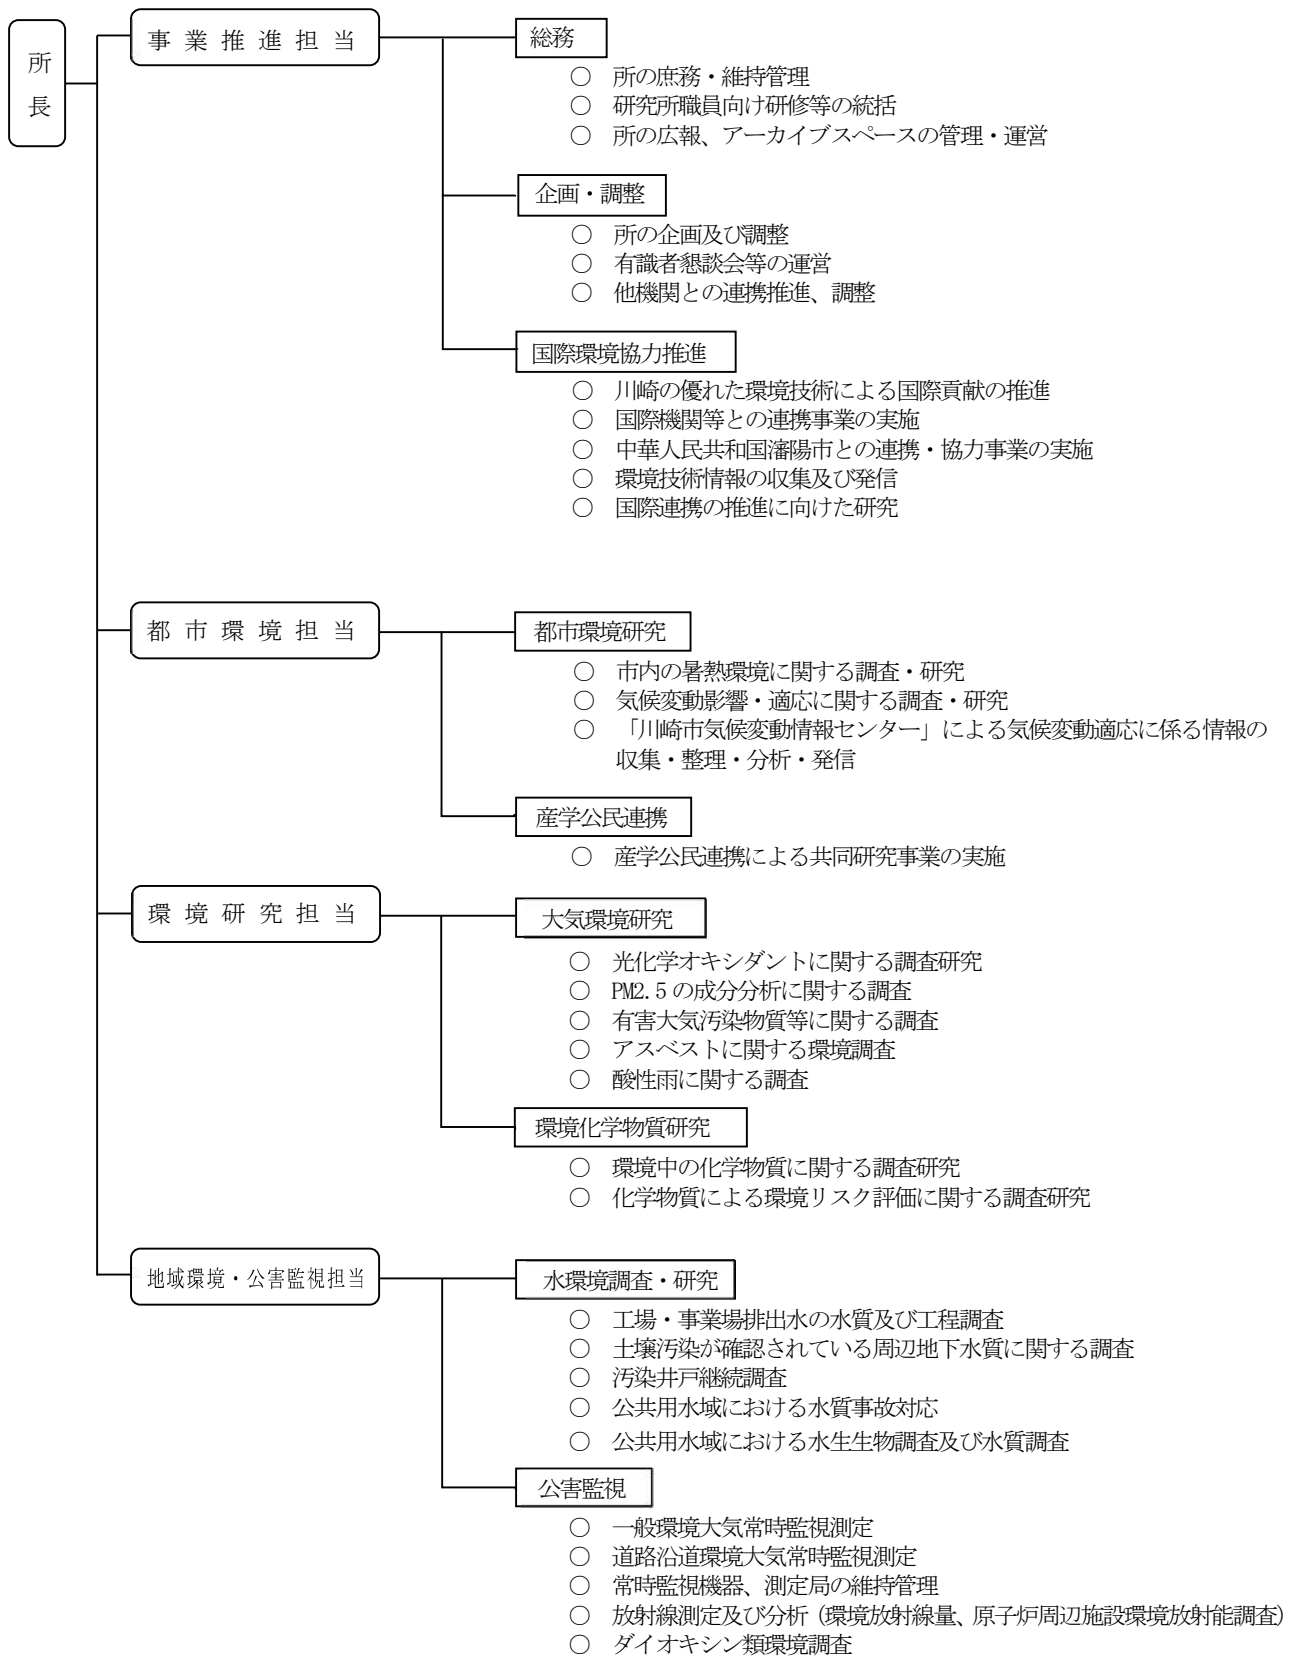 所長
事業推進担当
総務
○ 所の庶務・維持管理
○ 研究所職員向け研修等の統括
○ 所の広報、アーカイブスペースの管理・運営
企画・調整
○ 所の企画及び調整
○ 有識者懇談会等の運営
○ 他機関との連携推進、調整
国際環境協力推進
○ 川崎の優れた環境技術による国際貢献の推進
○ 国際機関等との連携事業の実施
○ 中華人民共和国瀋陽市との連携・協力事業の実施
○ 環境技術情報の収集及び発信
○ 国際連携の推進に向けた研究
都市環境担当
都市環境研究
○ 市内の暑熱環境に関する調査・研究
○ 気候変動影響・適応に関する調査・研究
○ 「川崎市気候変動情報センター」による気候変動適応に係る情報の
収集・整理・分析・発信
産学公民連携
○ 産学公民連携による共同研究事業の実施
環境研究担当
大気環境研究
○ 光化学オキシダントに関する調査研究
○ PM2.5の成分分析に関する調査
○ 有害大気汚染物質等に関する調査
○ アスベストに関する環境調査
○ 酸性雨に関する調査
環境化学物質研究
○ 環境中の化学物質に関する調査研究
○ 化学物質による環境リスク評価に関する調査研究
地域環境・公害監視担当
水環境調査・研究
○ 工場・事業場排出水の水質及び工程調査
○ 土壌汚染が確認されている周辺地下水質に関する調査
○ 汚染井戸継続調査
○ 公共用水域における水質事故対応
○ 公共用水域における水生生物調査及び水質調査
公害監視
○ 一般環境大気常時監視測定
○ 道路沿道環境大気常時監視測定
○ 常時監視機器、測定局の維持管理
○ 放射線測定及び分析（環境放射線量、原子炉周辺施設環境放射能調査）
○ ダイオキシン類環境調査